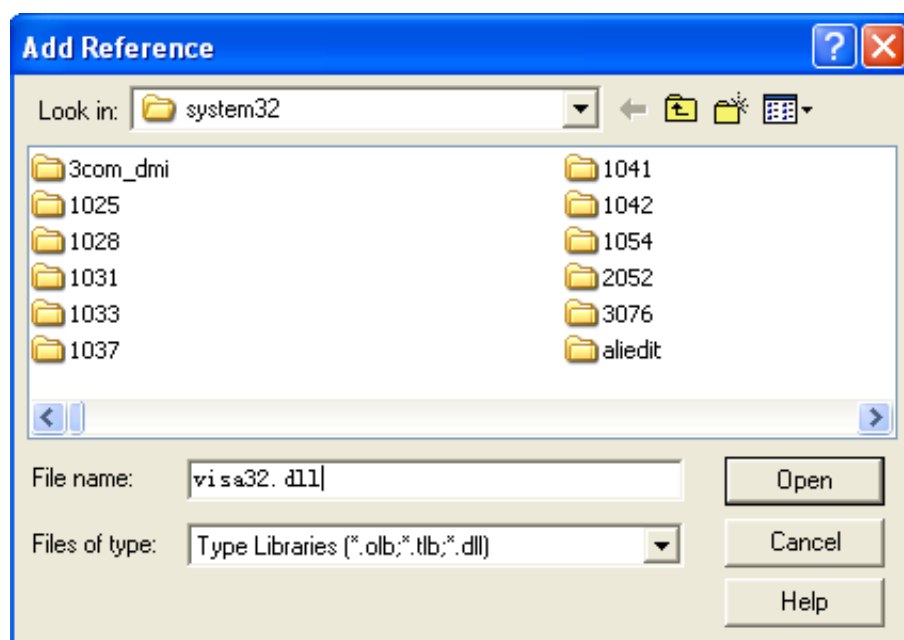 Add Reference
Look in: system32
3com_dmi
1025
1028
1031
1033
1037
1041
1042
1054
2052
3076
aliedit
File name: visa32.dll
Open
Files of type: Type Libraries (*.olb;*.tlb;*.dll)
Cancel
Help